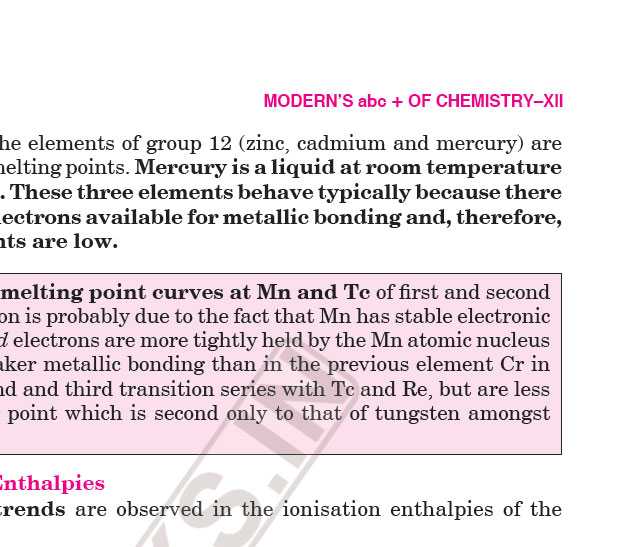 MODERN'S abc + OF CHEMISTRY–XII
he elements of group 12 (zinc, cadmium and mercury) are
melting points. Mercury is a liquid at room temperature
. These three elements behave typically because there
lectrons available for metallic bonding and, therefore,
nts are low.
melting point curves at Mn and Tc of first and second
on is probably due to the fact that Mn has stable electronic
d electrons are more tightly held by the Mn atomic nucleus
aker metallic bonding than in the previous element Cr in
nd and third transition series with Tc and Re, but are less
point which is second only to that of tungsten amongst
Enthalpies
trends are observed in the ionisation enthalpies of the
KS.IN